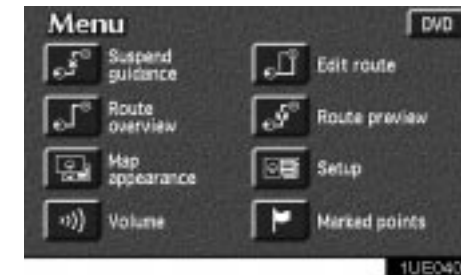 Menu
DVD
Suspend
guidance
Edit route
Route
overview
Route preview
Map
appearance
Setup
Volume
Marked points
1UE040